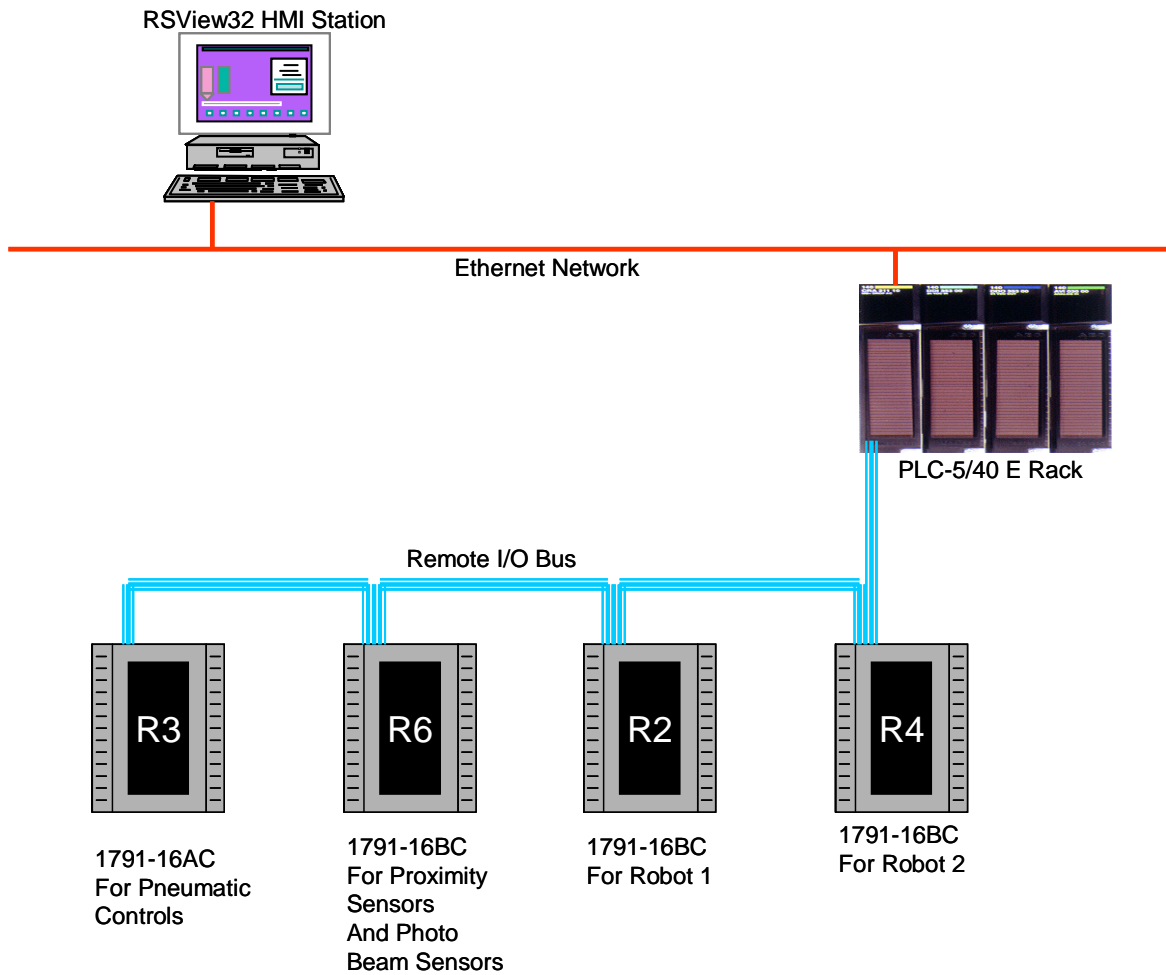 RSView32 HMI Station
Ethernet Network
PLC-5/40 E Rack
Remote I/O Bus
R3
R6
R2
R4
1791-16AC
For Pneumatic
Controls
1791-16BC
For Proximity
Sensors
And Photo
Beam Sensors
1791-16BC
For Robot 1
1791-16BC
For Robot 2